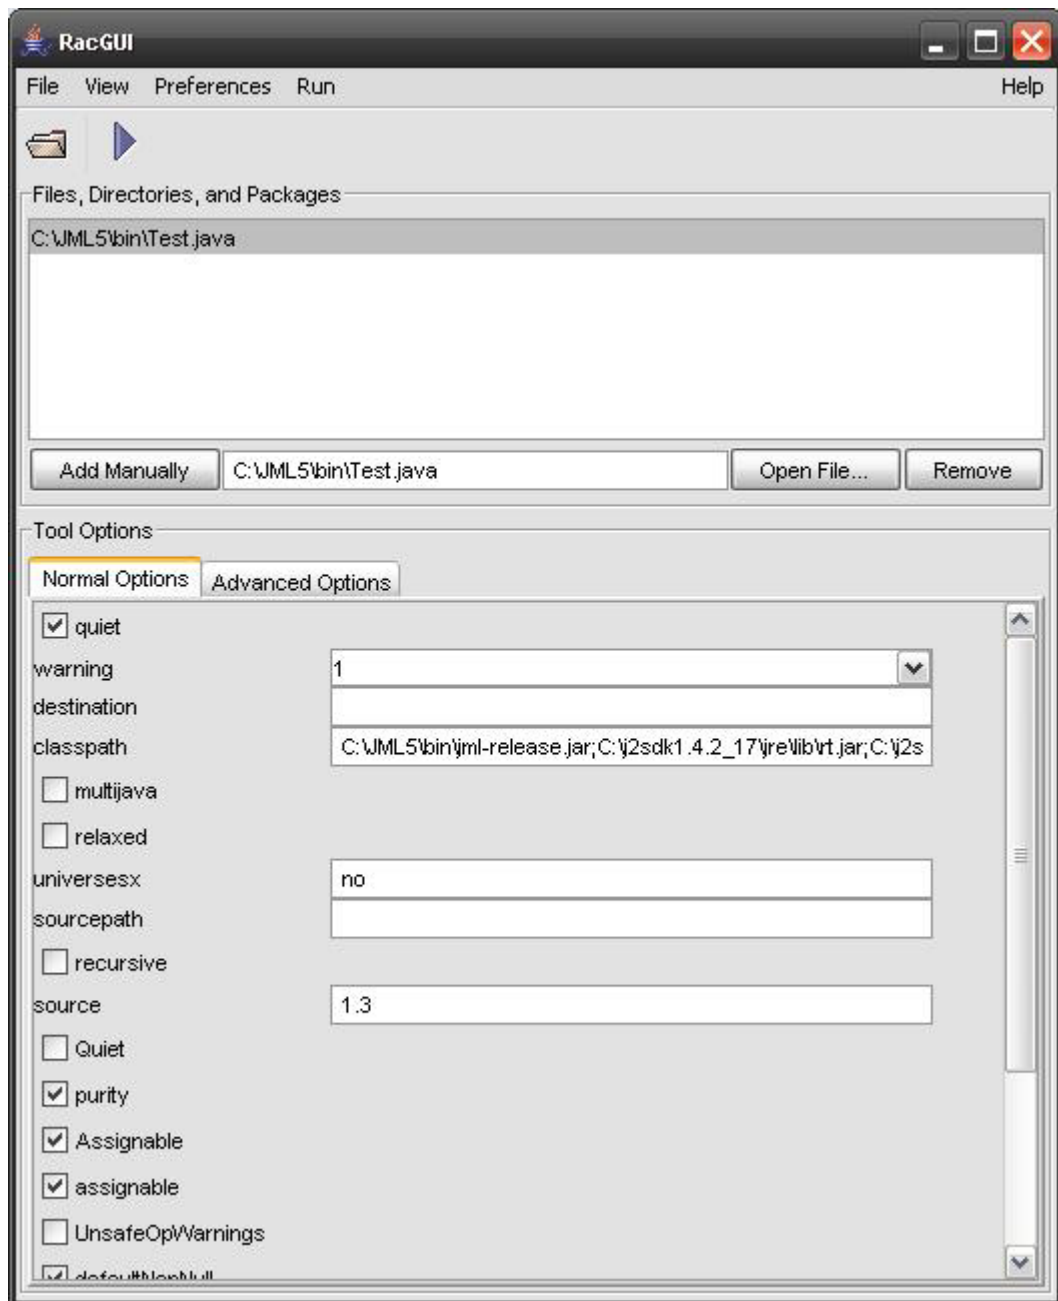 RacGUI
File View Preferences Run Help
Files, Directories, and Packages
C:\JML5\bin\Test.java
Add Manually C:\JML5\bin\Test.java Open File... Remove
Tool Options
Normal Options Advanced Options
quiet
warning 1
destination
classpath C:\JML5\bin\jml-release.jar;C:\j2sdk1.4.2_17\jre\lib\rt.jar;C:\j2s
multijava
relaxed
universesx no
sourcepath
recursive
source 1.3
Quiet
purity
Assignable
assignable
UnsafeOpWarnings
defaultNonNull